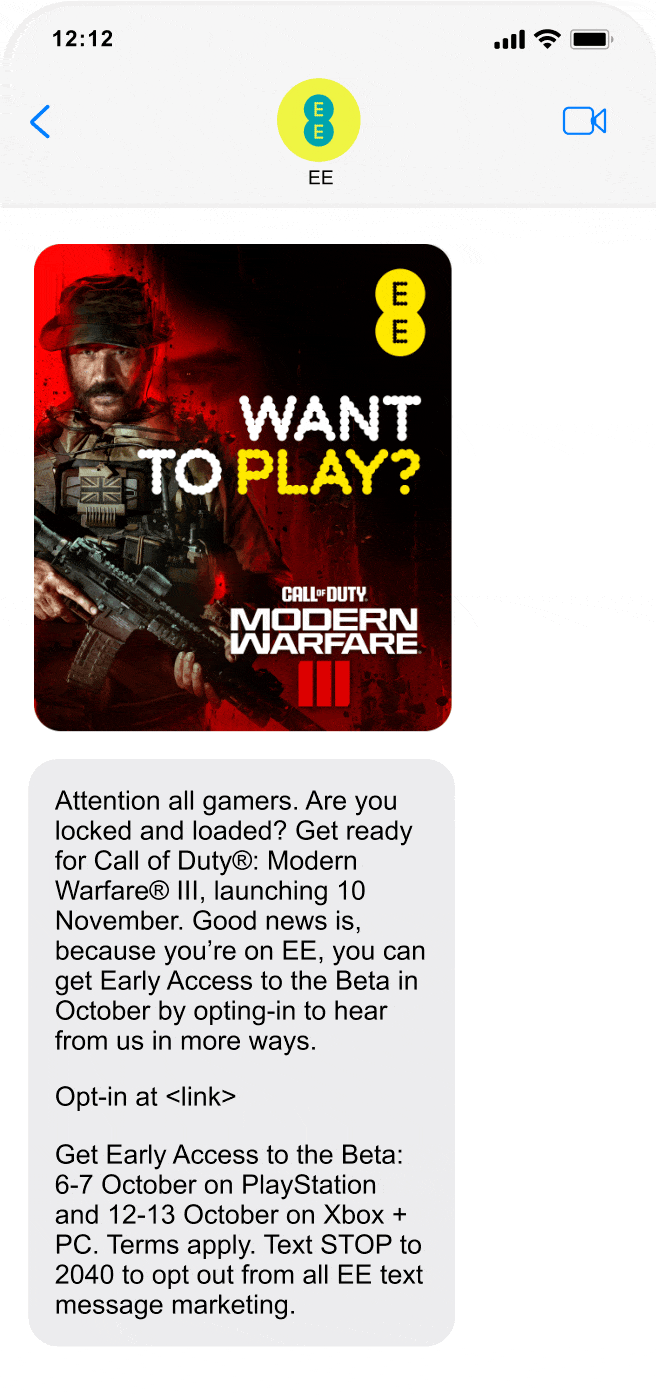 12:12
E
E
EE
E
E
WANT
TO PLAY?
CALL OF DUTY®
MODERN
WARFARE
III
Attention all gamers. Are you
locked and loaded? Get ready
for Call of Duty®: Modern
Warfare® III, launching 10
November. Good news is,
because you’re on EE, you can
get Early Access to the Beta in
October by opting-in to hear
from us in more ways.
Opt-in at <link>
Get Early Access to the Beta:
6-7 October on PlayStation
and 12-13 October on Xbox +
PC. Terms apply. Text STOP to
2040 to opt out from all EE text
message marketing.